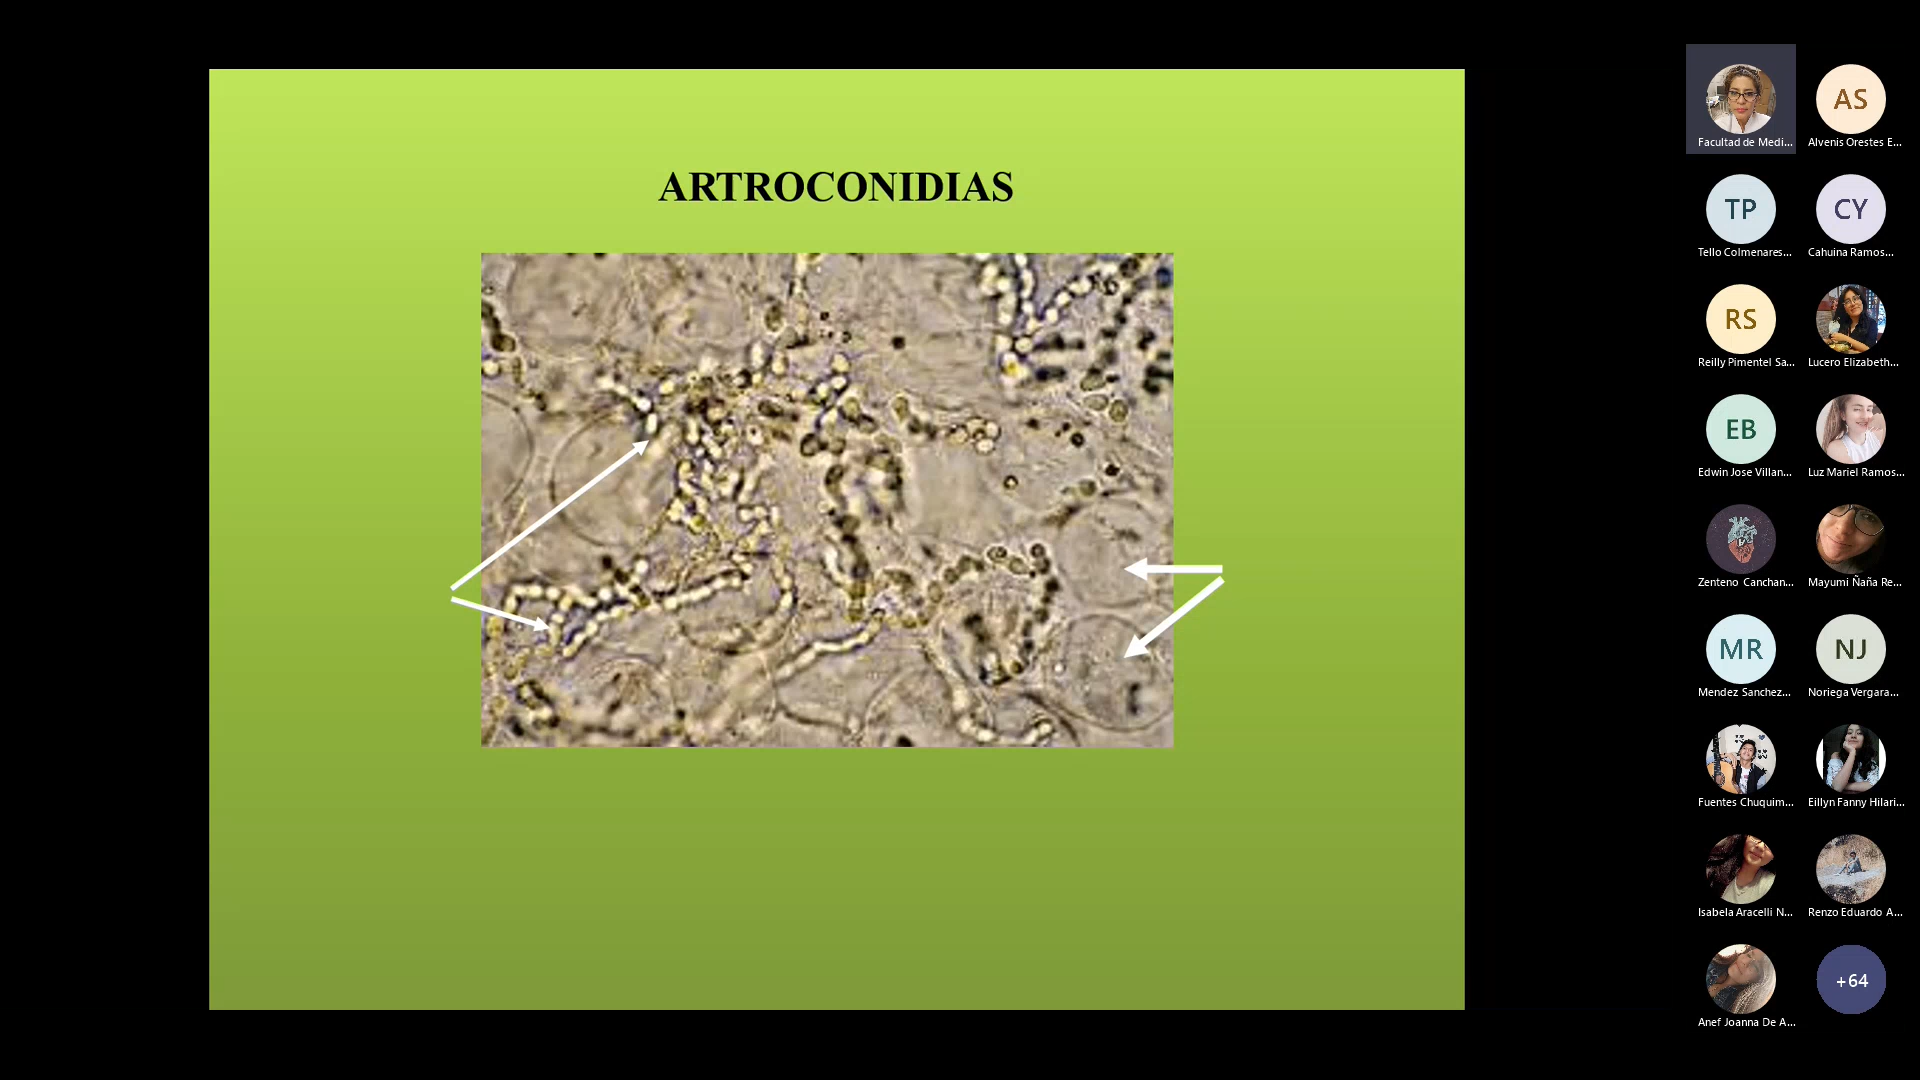 ARTROCONIDIAS
Facultad de Medi...
AS
Alvenis Orestes E...
TP
Tello Colmenares...
CY
Cahuina Ramos...
RS
Reilly Pimentel Sa...
Lucero Elizabeth...
EB
Edwin Jose Villan...
Luz Mariel Ramos...
Zenteno Canchan...
Mayumi Ñaña Re...
MR
Mendez Sanchez...
NJ
Noriega Vergara...
Fuentes Chuquim...
Eillyn Fanny Hilari...
Isabela Aracelli N...
Renzo Eduardo A...
Anef Joanna De A...
+64